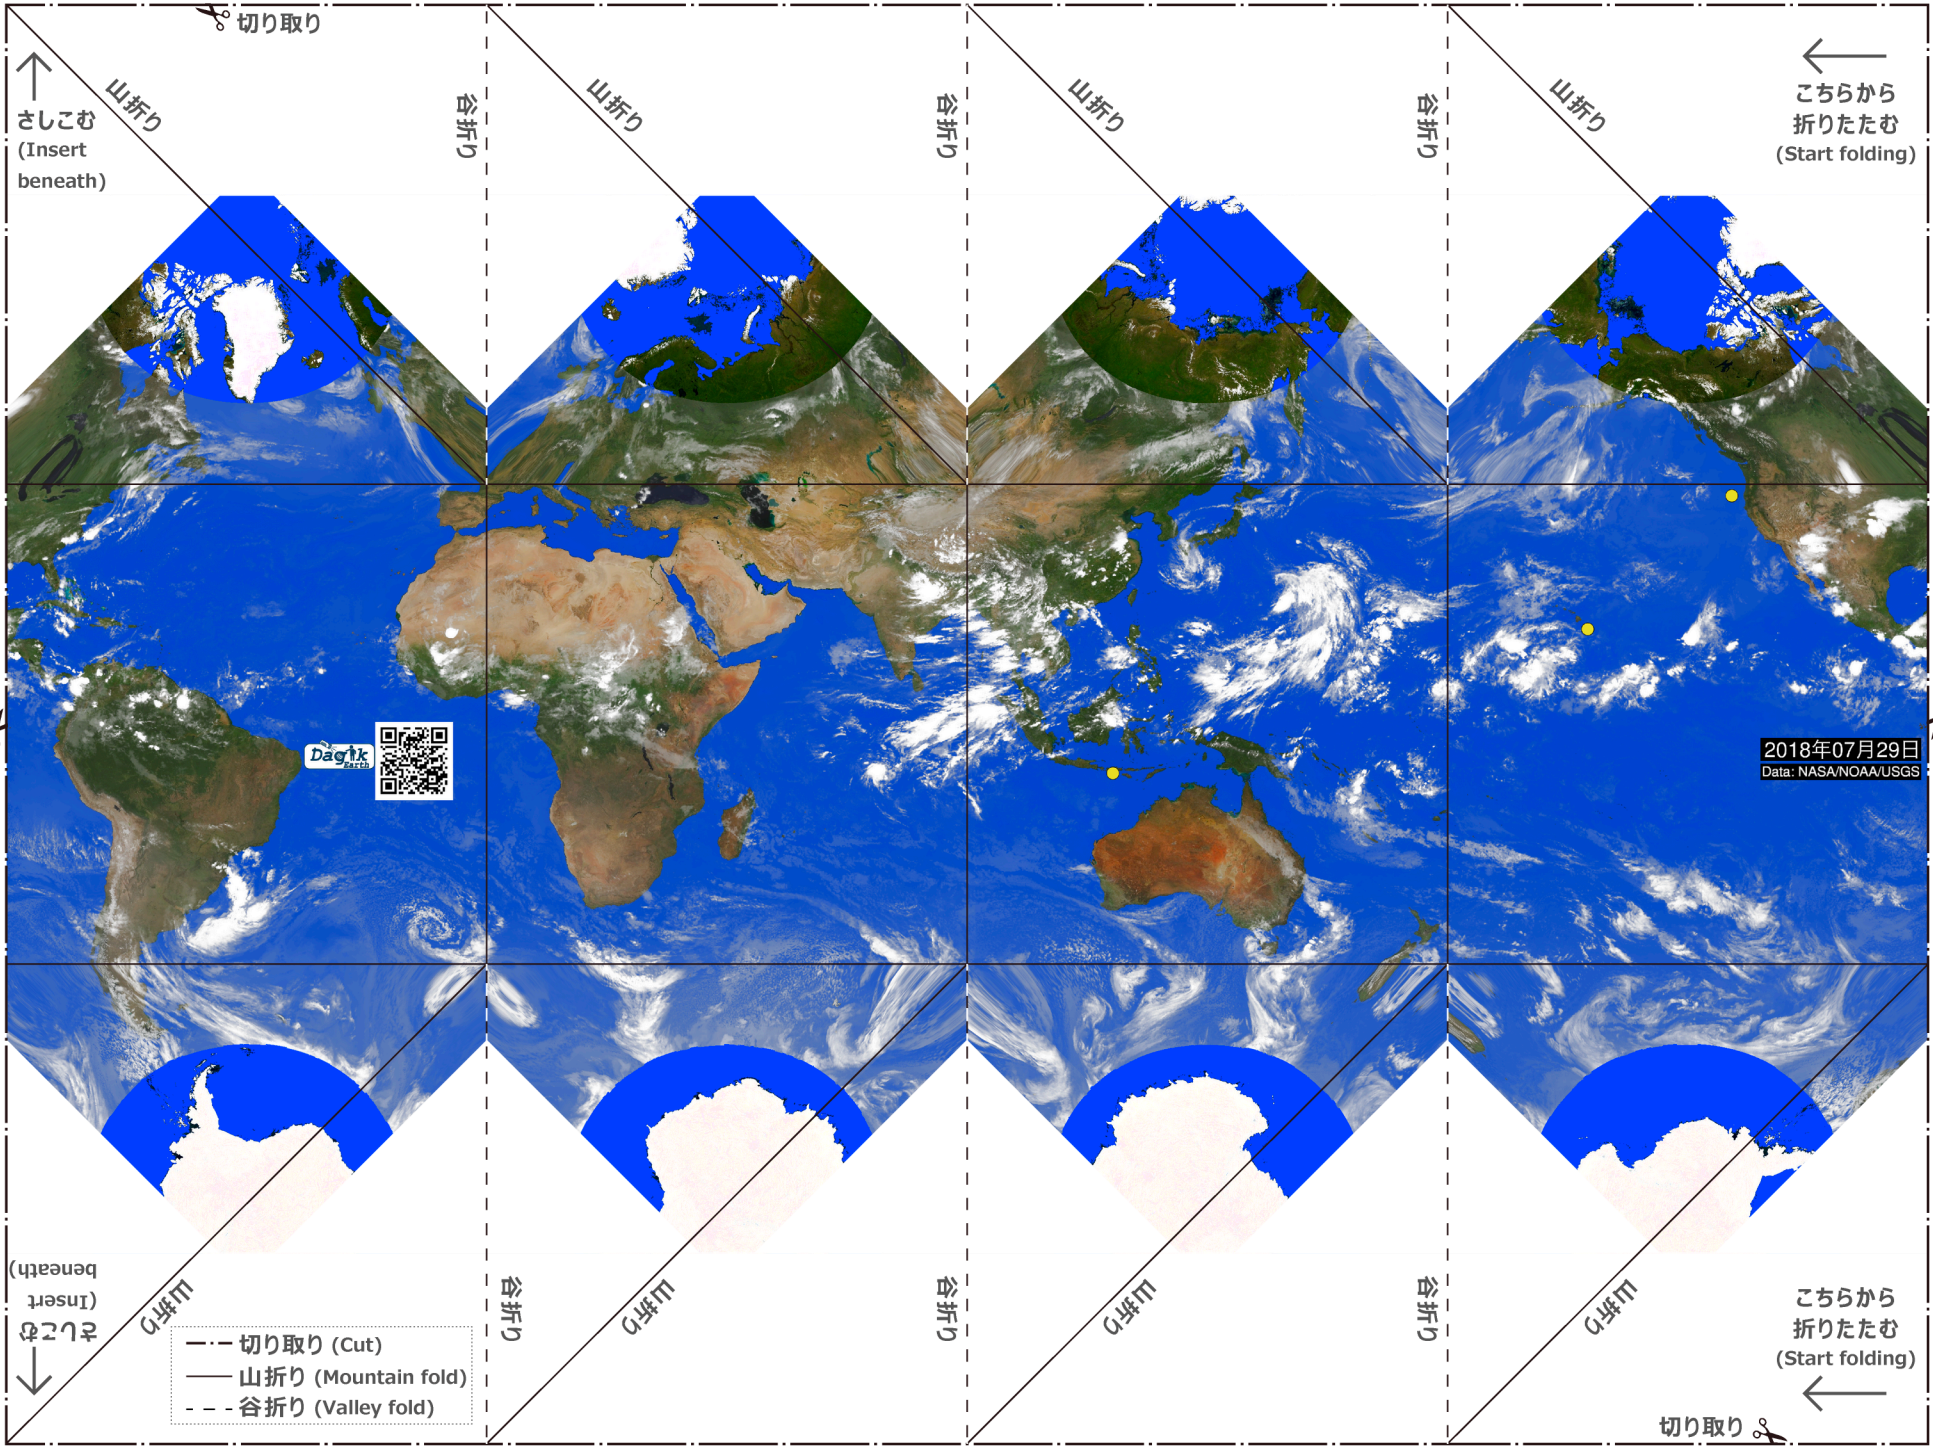 切り取り
山折り
谷折り
山折り
谷折り
山折り
谷折り
山折り
さしこむ
(Insert
beneath)
こちらから
折りたたむ
(Start folding)
Dagik
Earth
2018年07月29日
Data: NASA/NOAA/USGS
さしこむ
(Insert
beneath)
山折り
谷折り
山折り
谷折り
山折り
谷折り
山折り
こちらから
折りたたむ
(Start folding)
切り取り (Cut)
山折り (Mountain fold)
谷折り (Valley fold)
切り取り